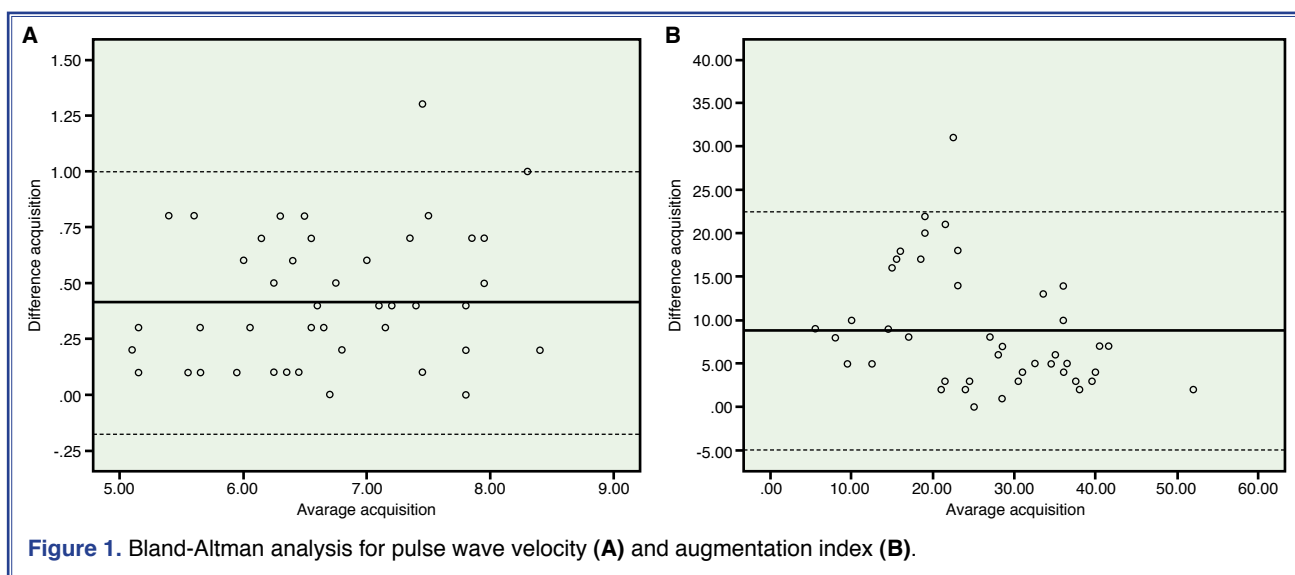 A
1.50
1.25
1.00
.75
.50
.25
.00
-.25
Difference acquisition
5.00 6.00 7.00 8.00 9.00
Avarage acquisition
B
40.00
35.00
30.00
25.00
20.00
15.00
10.00
5.00
.00
-5.00
Difference acquisition
.00 10.00 20.00 30.00 40.00 50.00 60.00
Avarage acquisition
Figure 1. Bland-Altman analysis for pulse wave velocity (A) and augmentation index (B).